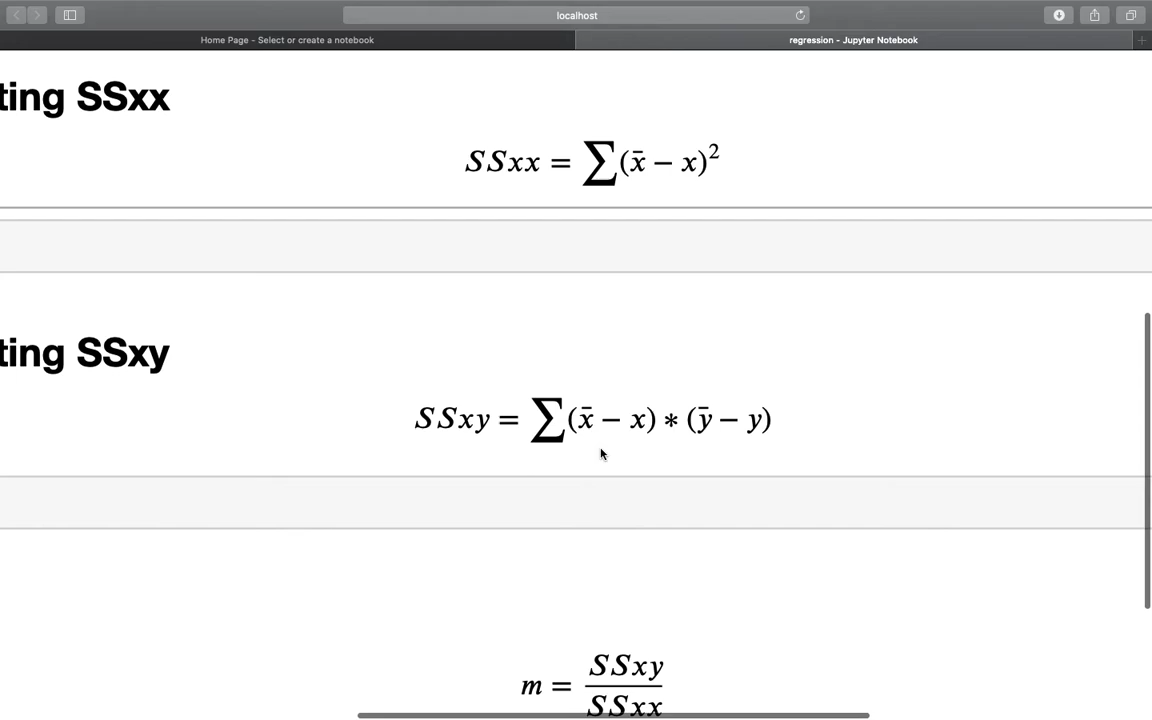 localhost
Home Page - Select or create a notebook
regression - Jupyter Notebook
ting SSxx
SSxx = ∑(x̄ − x)²
ting SSxy
SSxy = ∑(x̄ − x) * (ȳ − y)
m = SSxy / SSxx